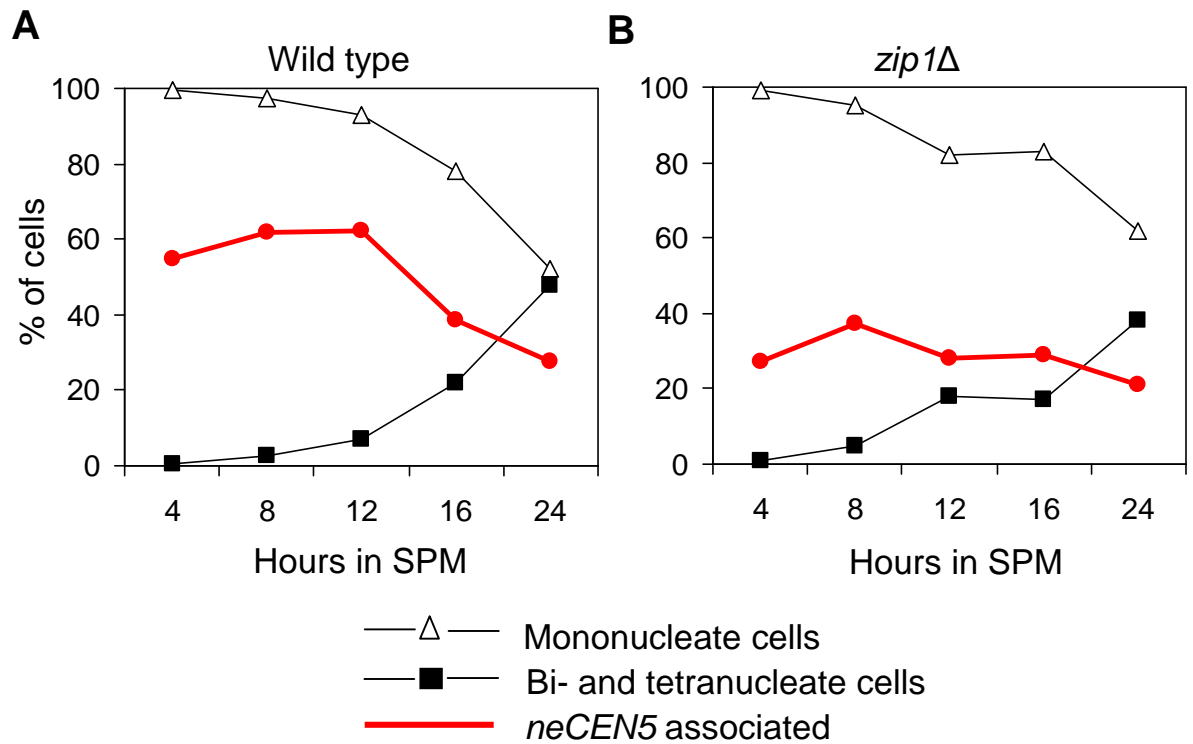 A
Wild type
% of cells
100
80
60
40
20
0
4 8 12 16 24
Hours in SPM
B
zip1Δ
100
80
60
40
20
0
4 8 12 16 24
Hours in SPM
Mononucleate cells
Bi- and tetranucleate cells
neCEN5 associated